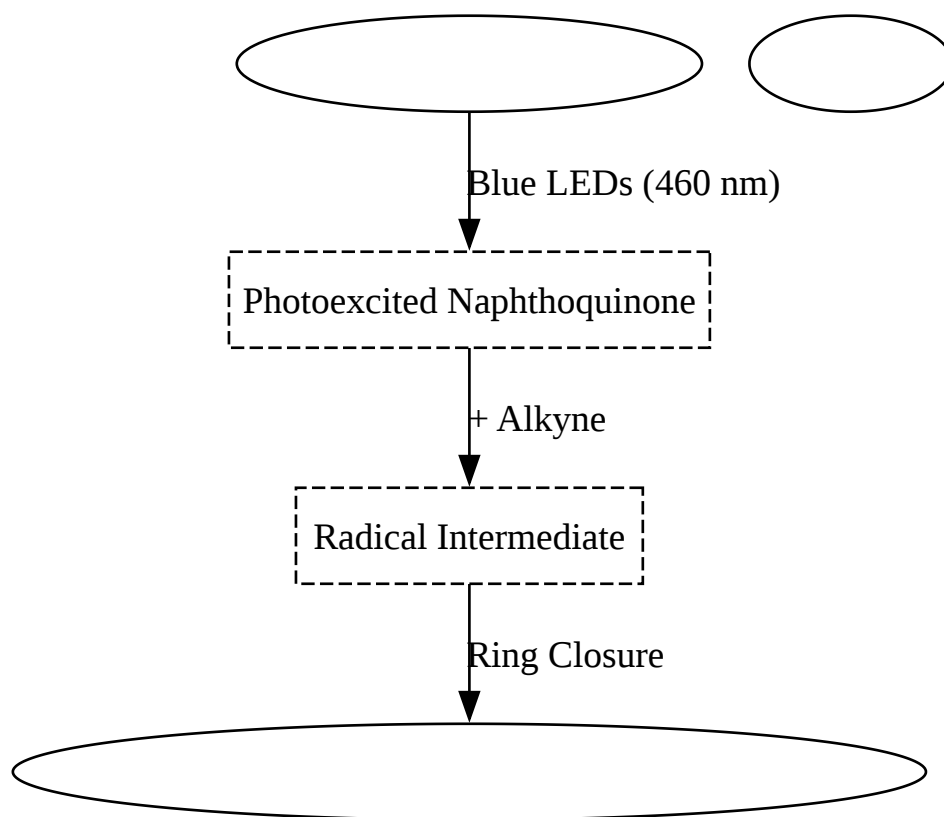 Blue LEDs (460 nm)
Photoexcited Naphthoquinone
+ Alkyne
Radical Intermediate
Ring Closure